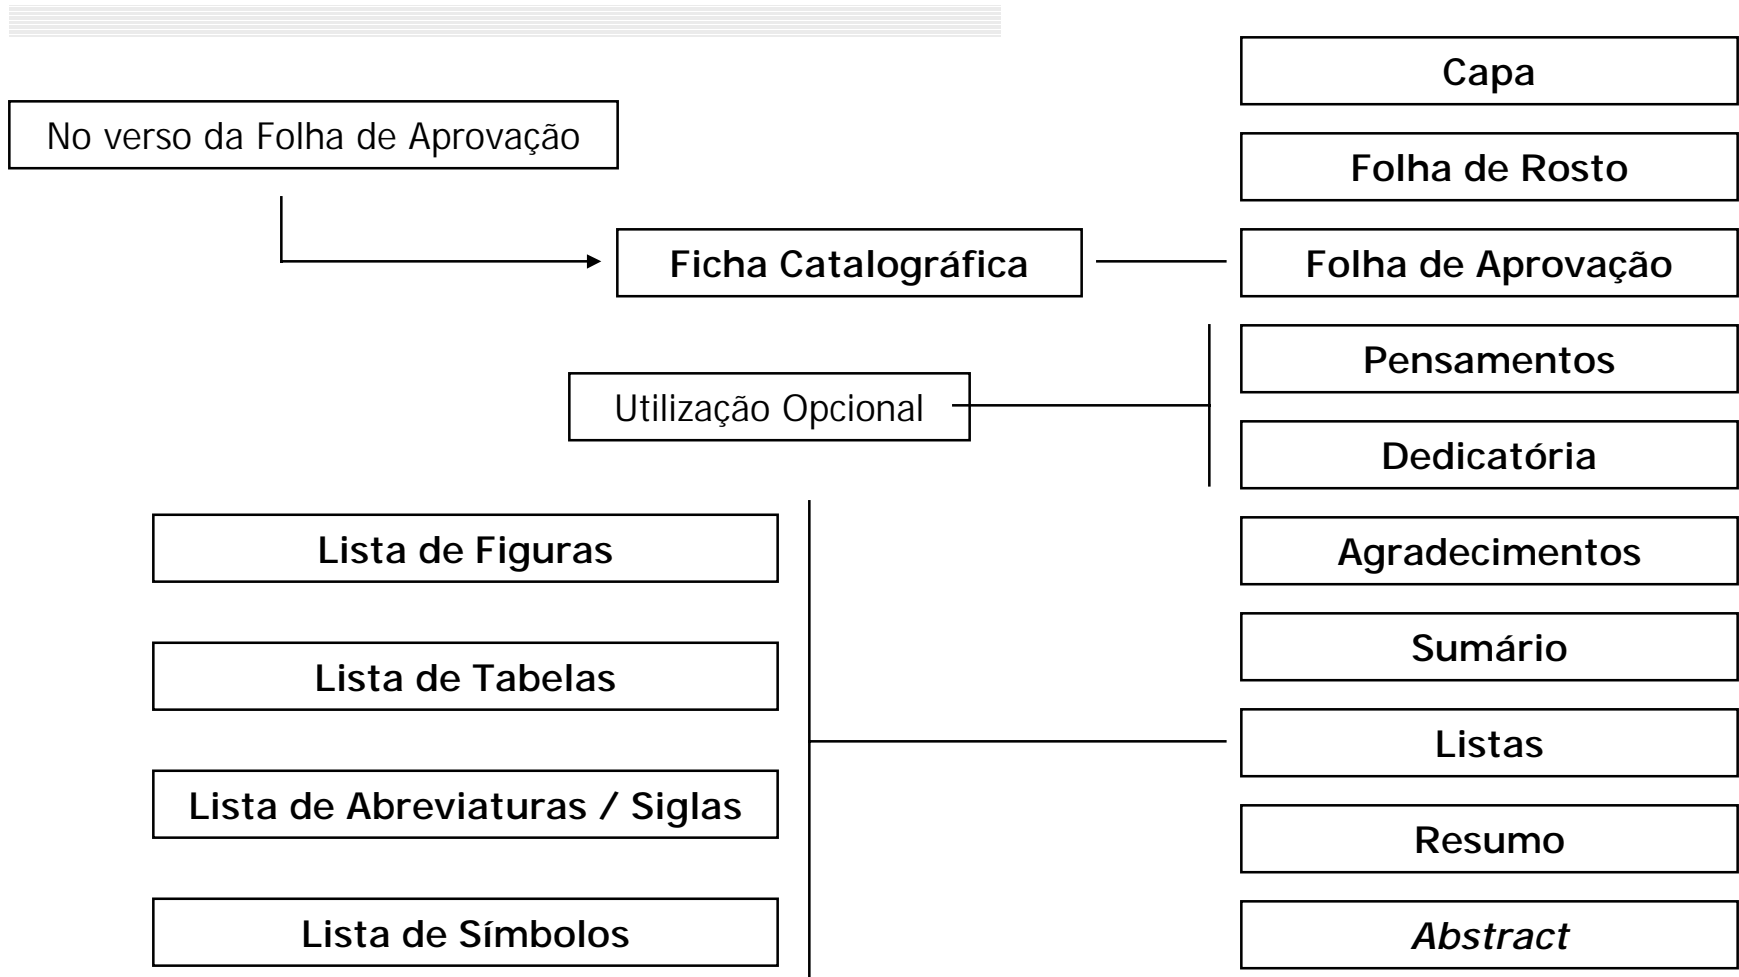 Capa
No verso da Folha de Aprovação
Folha de Rosto
Ficha Catalográfica
Folha de Aprovação
Pensamentos
Utilização Opcional
Dedicatória
Lista de Figuras
Agradecimentos
Sumário
Lista de Tabelas
Listas
Lista de Abreviaturas / Siglas
Resumo
Lista de Símbolos
Abstract